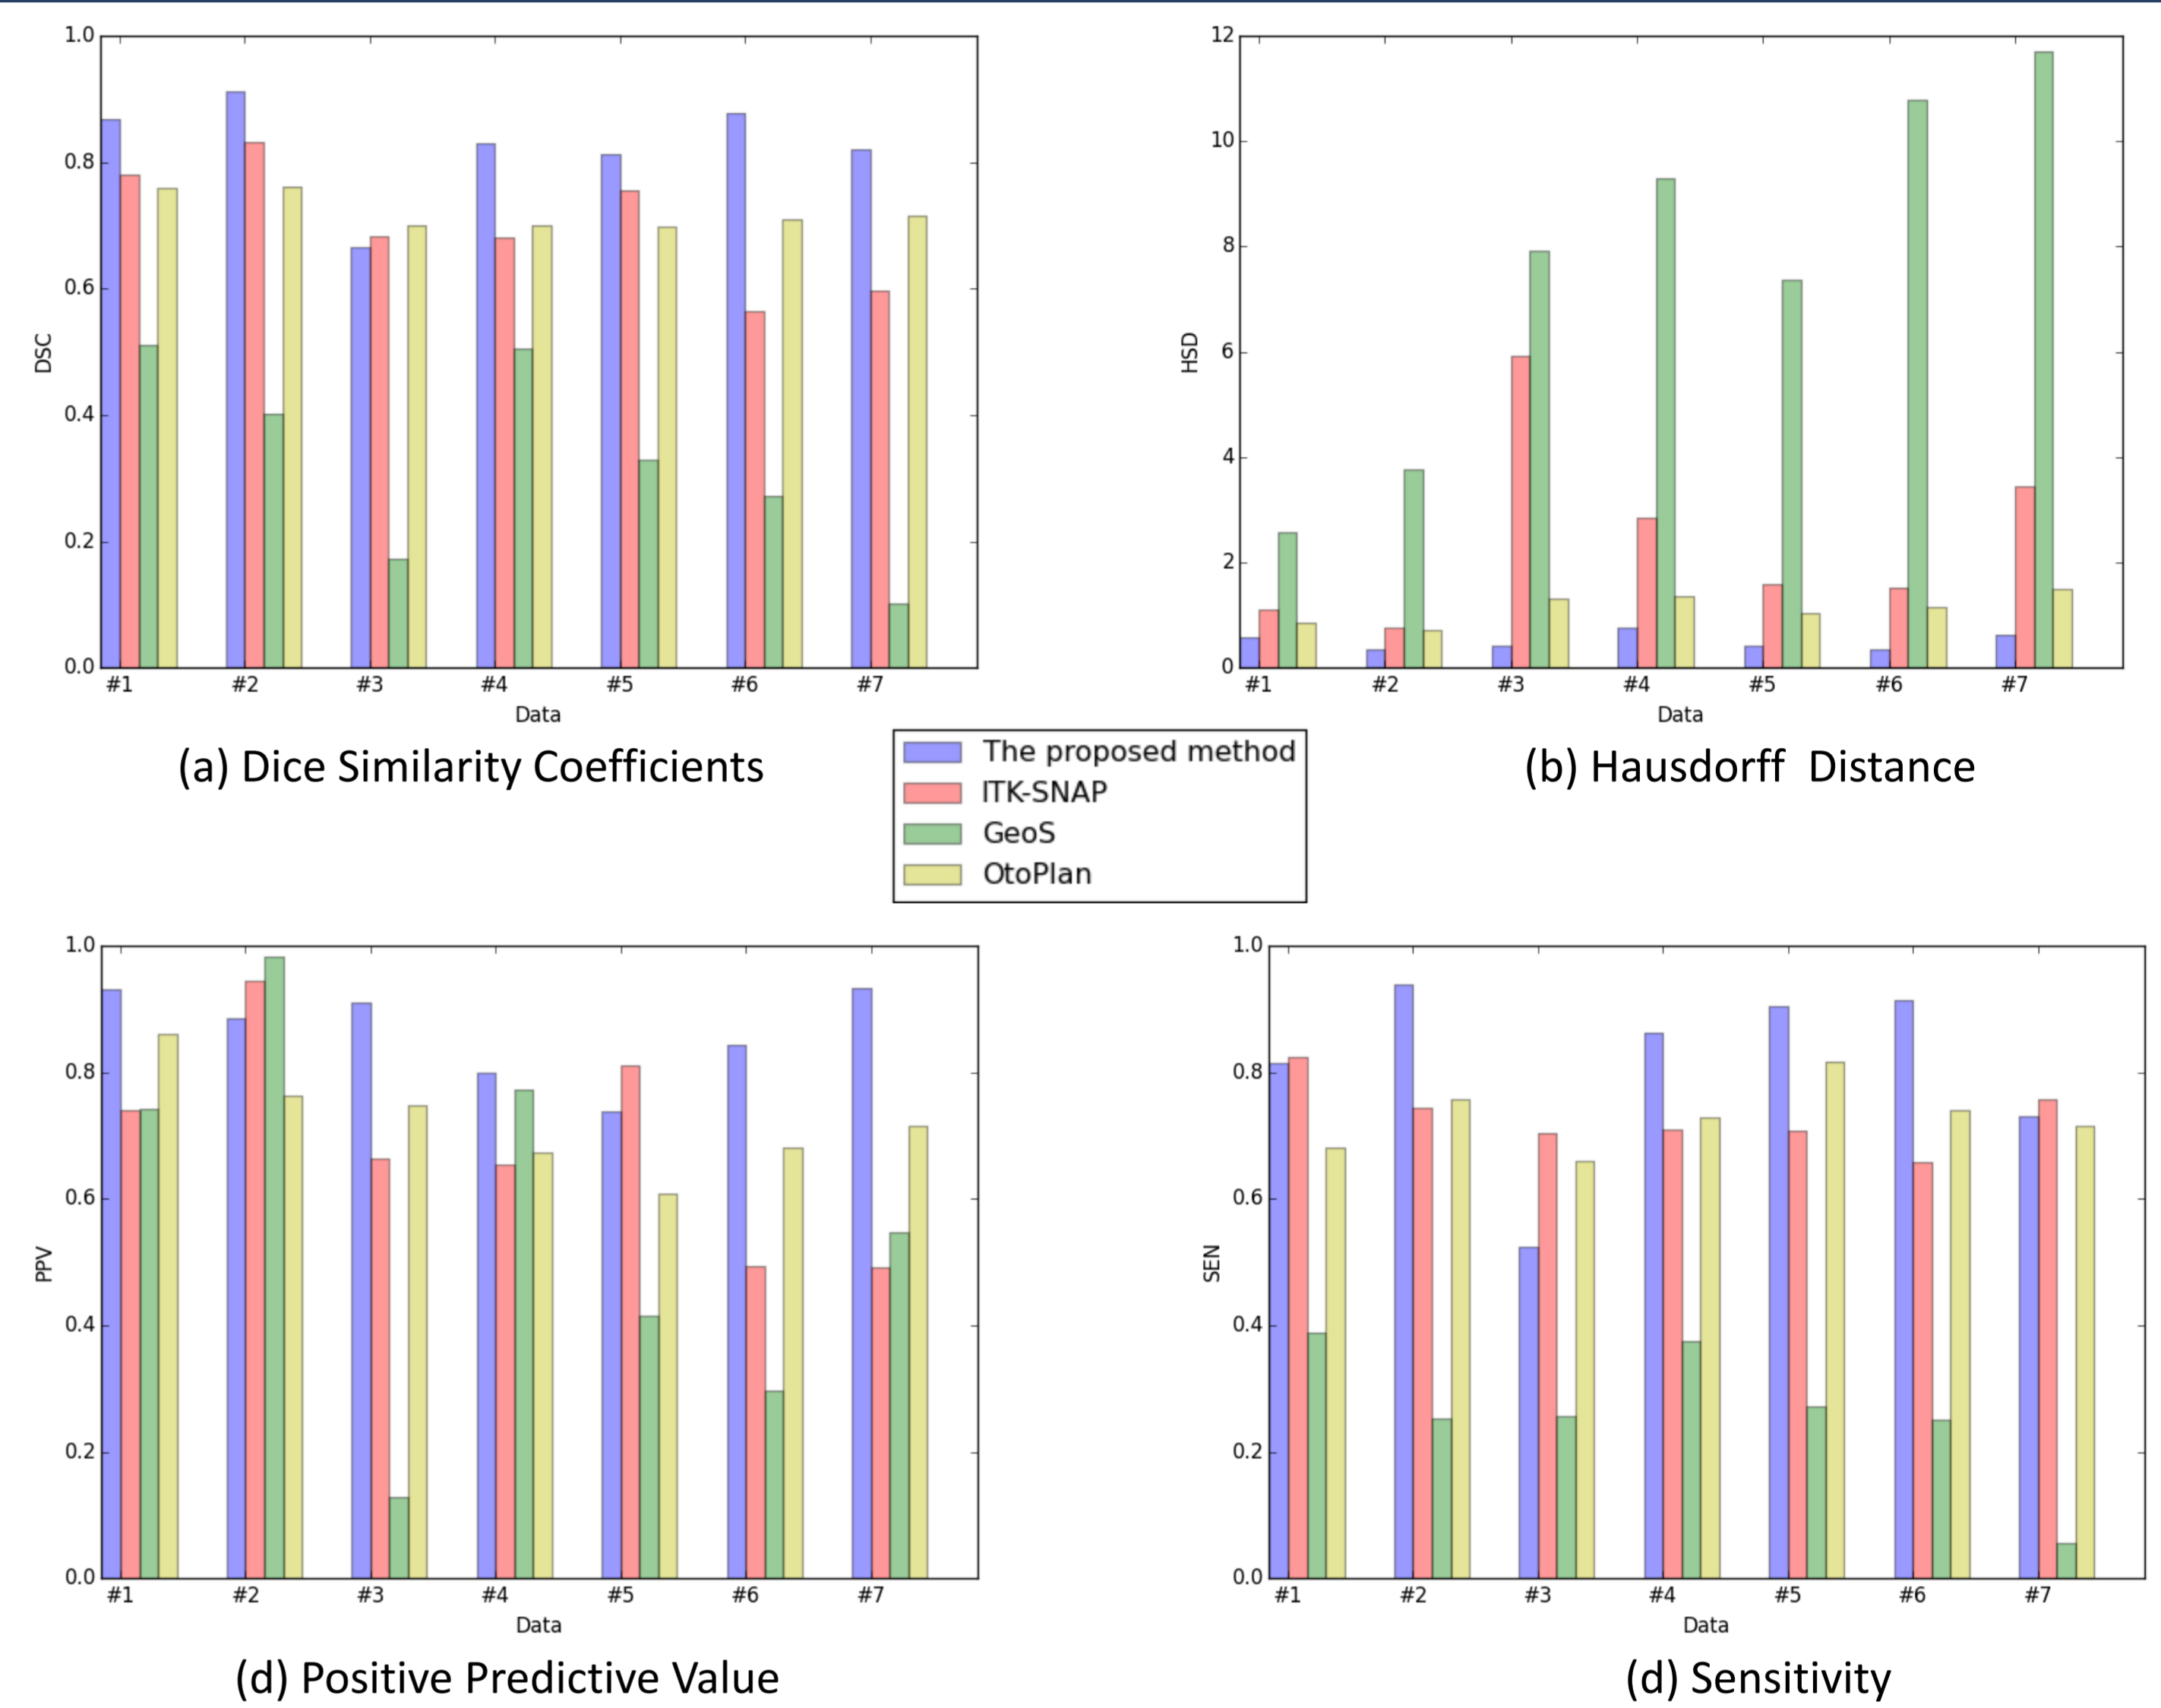 1.0
0.8
0.6
0.4
0.2
0.0
DSC
#1 #2 #3 #4 #5 #6 #7
Data
(a) Dice Similarity Coefficients
12
10
8
6
4
2
0
HSD
#1 #2 #3 #4 #5 #6 #7
Data
(b) Hausdorff Distance
The proposed method
ITK-SNAP
GeoS
OtoPlan
1.0
0.8
0.6
0.4
0.2
0.0
PPV
#1 #2 #3 #4 #5 #6 #7
Data
(d) Positive Predictive Value
1.0
0.8
0.6
0.4
0.2
0.0
SEN
#1 #2 #3 #4 #5 #6 #7
Data
(d) Sensitivity